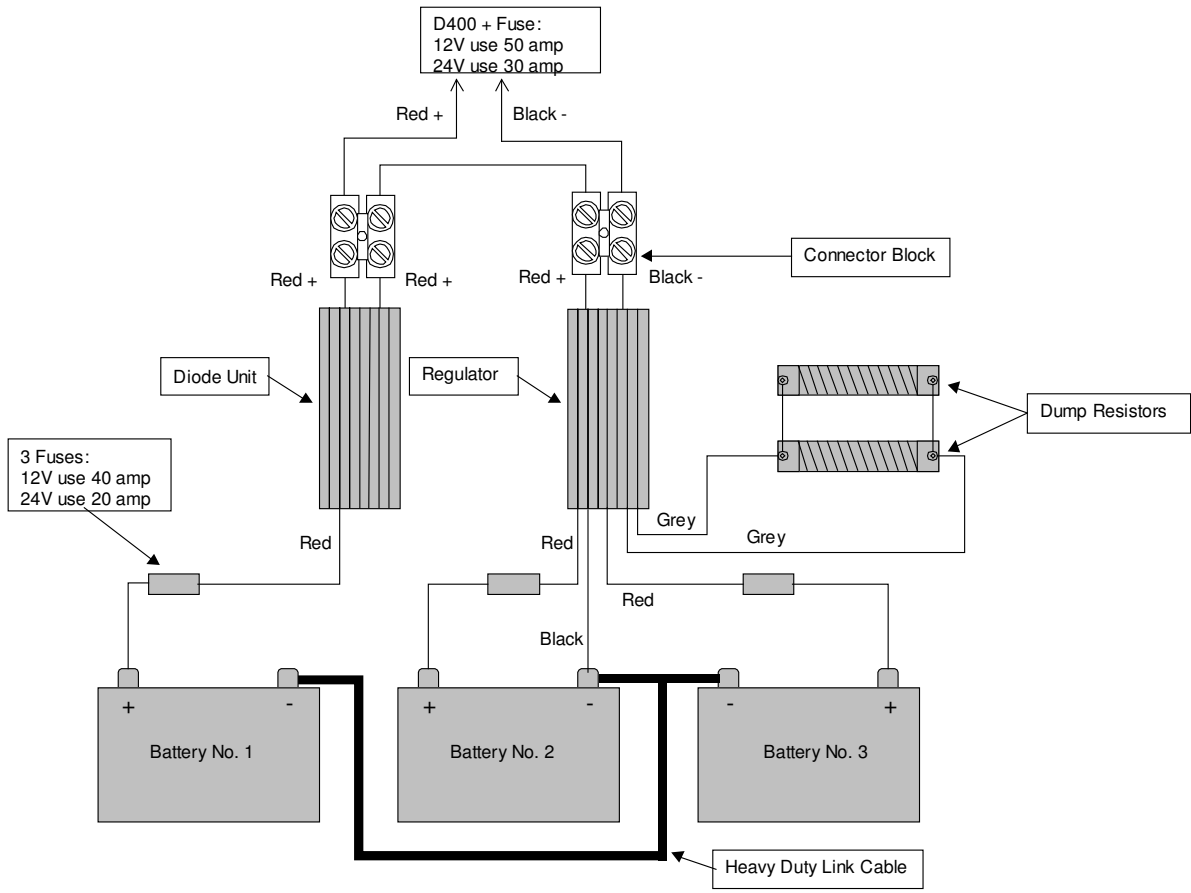 D400 + Fuse:
12V use 50 amp
24V use 30 amp
Red +
Black -
Connector Block
Red +
Red +
Red +
Black -
Diode Unit
Regulator
Dump Resistors
3 Fuses:
12V use 40 amp
24V use 20 amp
Grey
Grey
Red
Red
Red
Black
+
-
+
-
-
+
Battery No. 1
Battery No. 2
Battery No. 3
Heavy Duty Link Cable